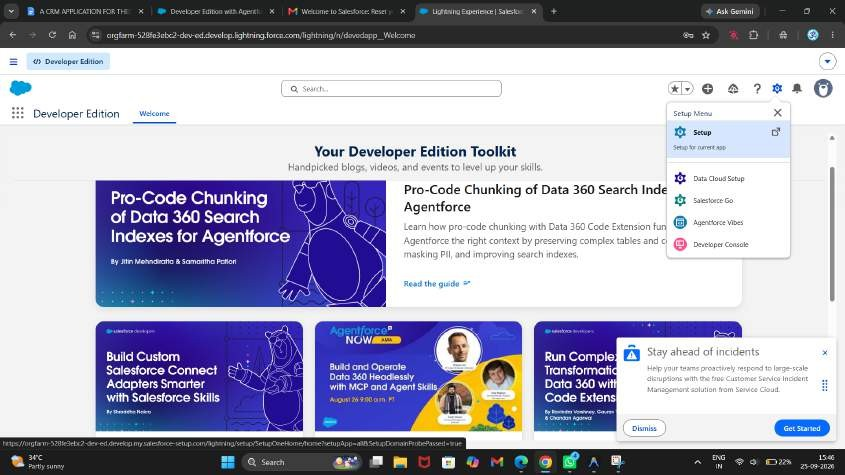 A CRM APPLICATION FOR THE
Developer Edition with Agentfo
Welcome to Salesforce: Reset yo
Lightning Experience | Salesforc
Ask Gemini
orgfarm-528fe3ebc2-dev-ed.develop.lightning.force.com/lightning/n/devedapp__Welcome
Developer Edition
Search...
Developer Edition
Welcome
Setup Menu
Setup
Setup for current app
Data Cloud Setup
Salesforce Go
Agentforce Vibes
Developer Console
Your Developer Edition Toolkit
Handpicked blogs, videos, and events to level up your skills.
Pro-Code Chunking
of Data 360 Search
Indexes for Agentforce
By Jitin Mehndiratta & Samaritha
Pro-Code Chunking of Data 360 Search Inde
Agentforce
Learn how pro-code chunking with Data 360 Code Extension fun
Agentforce the right context by preserving complex tables and c
masking PII, and improving search indexes.
Read the guide
salesforce developers
Build Custom
Salesforce Connect
Adapters Smarter
with Salesforce Skills
By Shraddha
Agentforce
NOW AMA
Build and Operate
Data 360 Headlessly
with MCP and Agent Skills
AUGUST 26 9 A.M. PT
salesforce developers
Run Complex
Transformation
Data 360 with
Code Extens
By Ravindra Vaishnav, Gaurav
& Chandan Agarwal
Stay ahead of incidents
Help your teams proactively respond to large-scale
disruptions with the free Customer Service Incident
Management solution from Service Cloud.
Dismiss
Get Started
https://orgfarm-528fe3ebc2-dev-ed.develop.my.salesforce-setup.com/lightning/setup/SetupOneHome/home?setupApp=all&SetupDomainProbePassed=true
34°C
Partly sunny
Search
ENG
IN
22%
15:46
25-09-2026